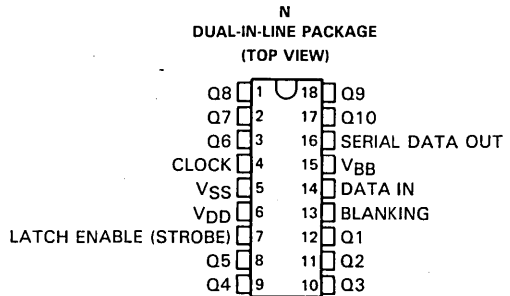 N
DUAL-IN-LINE PACKAGE
(TOP VIEW)
Q8 1 18 Q9
Q7 2 17 Q10
Q6 3 16 SERIAL DATA OUT
CLOCK 4 15 VBB
VSS 5 14 DATA IN
VDD 6 13 BLANKING
LATCH ENABLE (STROBE) 7 12 Q1
Q5 8 11 Q2
Q4 9 10 Q3